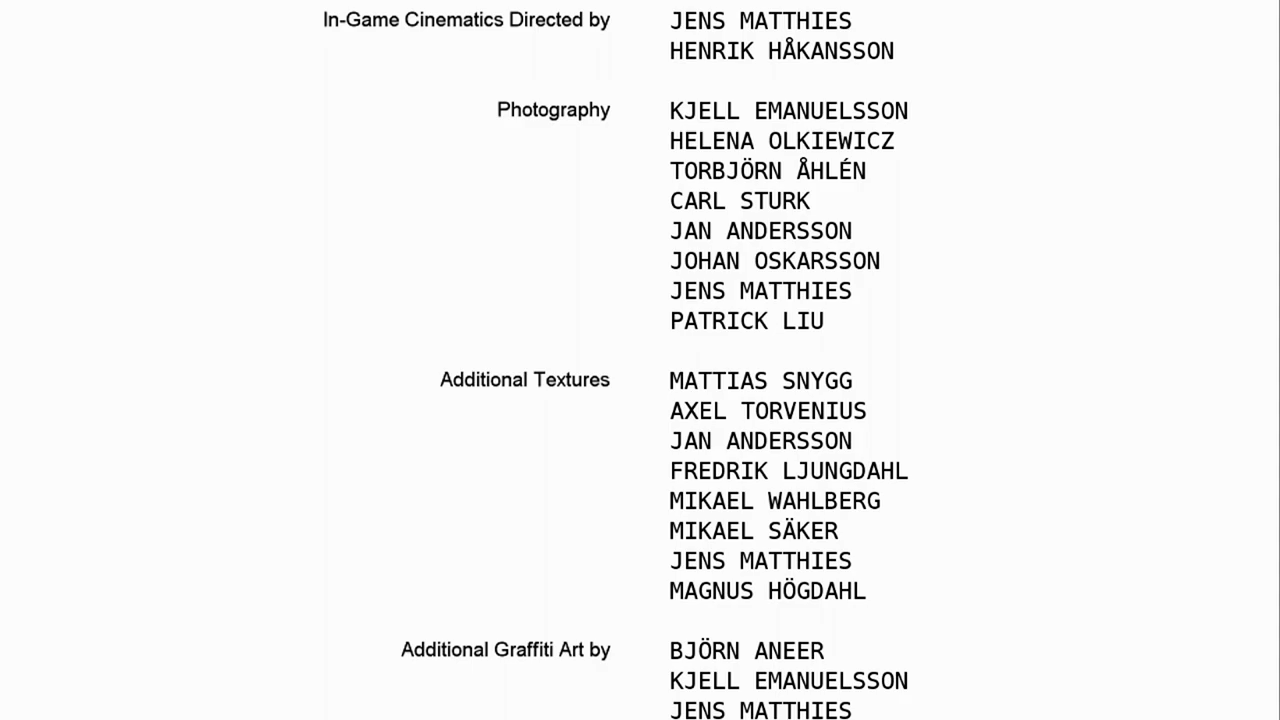 In-Game Cinematics Directed by JENS MATTHIES
HENRIK HÅKANSSON
Photography KJELL EMANUELSSON
HELENA OLKIEWICZ
TORBJÖRN ÅHLÉN
CARL STURK
JAN ANDERSSON
JOHAN OSKARSSON
JENS MATTHIES
PATRICK LIU
Additional Textures MATTIAS SNYGG
AXEL TORVENIUS
JAN ANDERSSON
FREDRIK LJUNGDAHL
MIKAEL WAHLBERG
MIKAEL SÄKER
JENS MATTHIES
MAGNUS HÖGDAHL
Additional Graffiti Art by BJÖRN ANEER
KJELL EMANUELSSON
JENS MATTHIES